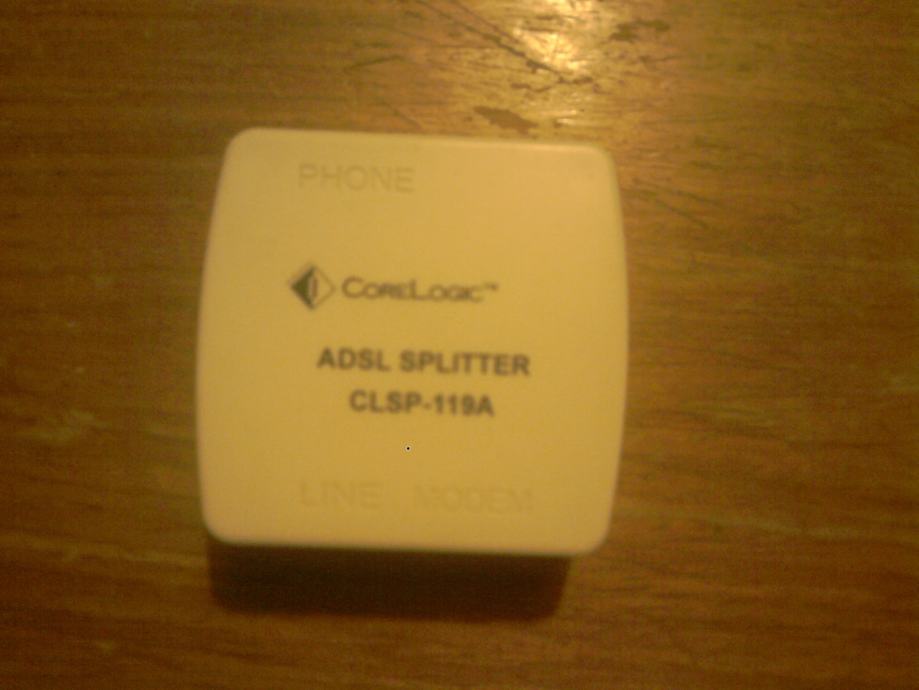 PHONE
CORELOGIC™
ADSL SPLITTER
CLSP-119A
LINE MODEM